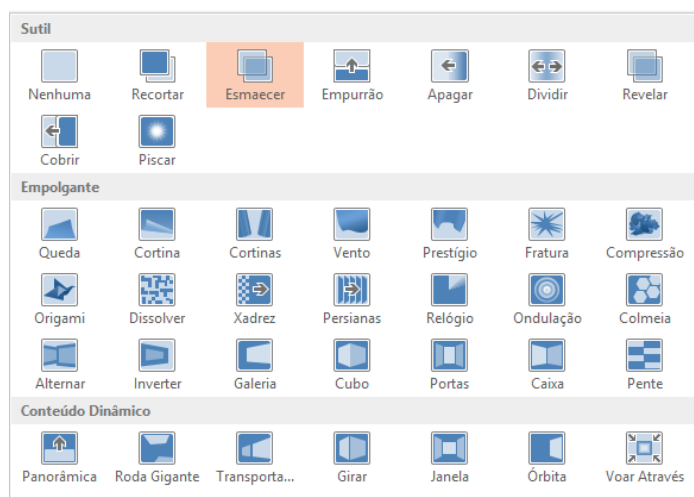 Sutil
Nenhuma Recortar Esmaecer Empurrão Apagar Dividir Revelar
Cobrir Piscar
Empolgante
Queda Cortina Cortinas Vento Prestígio Fratura Compressão
Origami Dissolver Xadrez Persianas Relógio Ondulação Colmeia
Alternar Inverter Galeria Cubo Portas Caixa Pente
Conteúdo Dinâmico
Panorâmica Roda Gigante Transporta... Girar Janela Órbita Voar Através